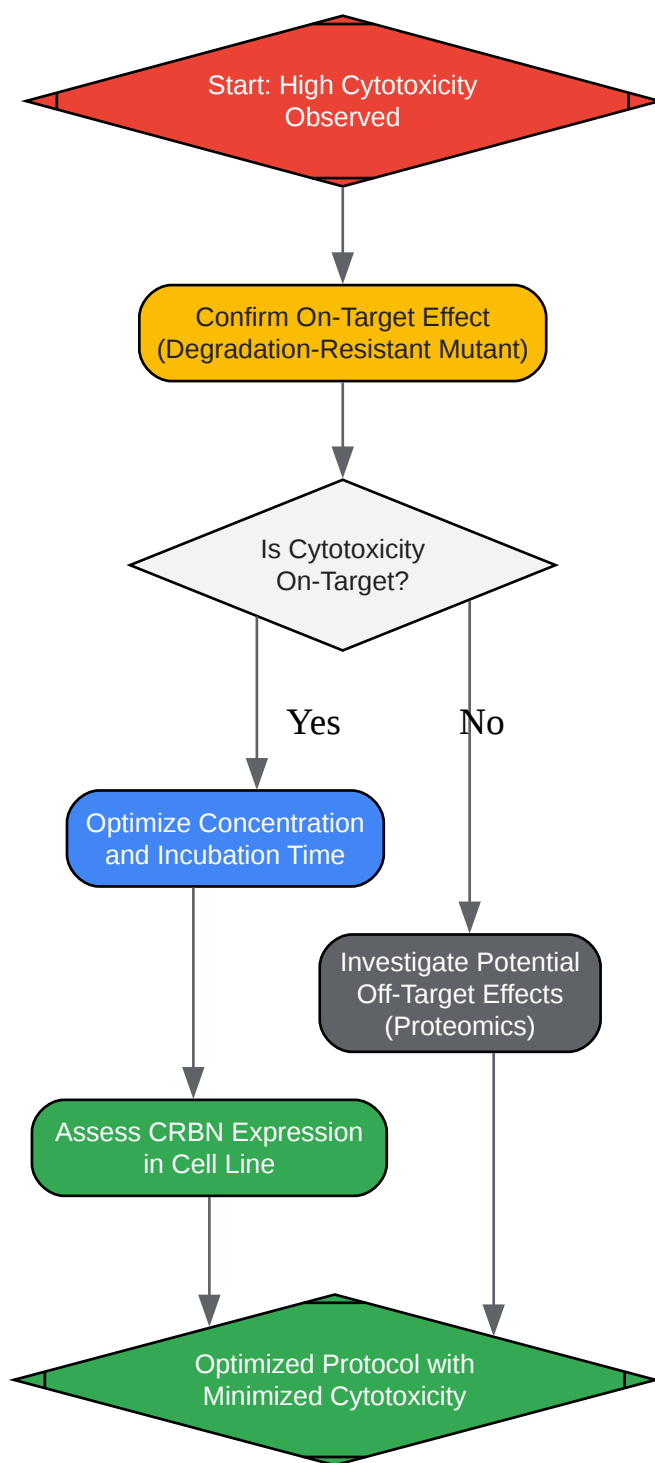 Start: High Cytotoxicity
Observed
Confirm On-Target Effect
(Degradation-Resistant Mutant)
Is Cytotoxicity
On-Target?
Yes
No
Optimize Concentration
and Incubation Time
Investigate Potential
Off-Target Effects
(Proteomics)
Assess CRBN Expression
in Cell Line
Optimized Protocol with
Minimized Cytotoxicity